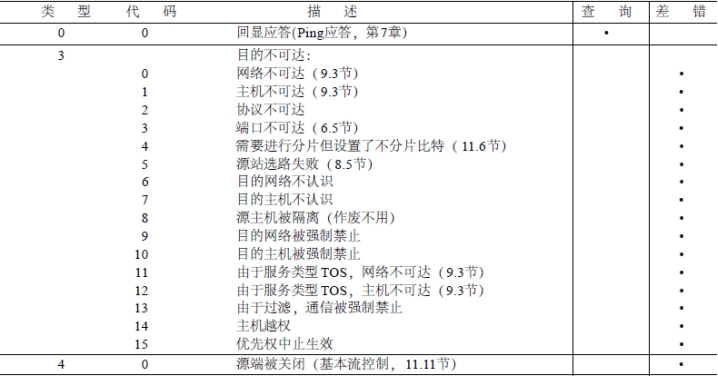 类 型 代 码 描 述 查 询 差 错
0 0 回显应答(Ping应答，第7章) •
3 目的不可达：
0 网络不可达（9.3节） •
1 主机不可达（9.3节） •
2 协议不可达 •
3 端口不可达（6.5节） •
4 需要进行分片但设置了不分片比特（11.6节） •
5 源站选路失败（8.5节） •
6 目的网络不认识 •
7 目的主机不认识 •
8 源主机被隔离（作废不用） •
9 目的网络被强制禁止 •
10 目的主机被强制禁止 •
11 由于服务类型TOS，网络不可达（9.3节） •
12 由于服务类型TOS，主机不可达（9.3节） •
13 由于过滤，通信被强制禁止 •
14 主机越权 •
15 优先权中止生效 •
4 0 源端被关闭（基本流控制，11.11节） •